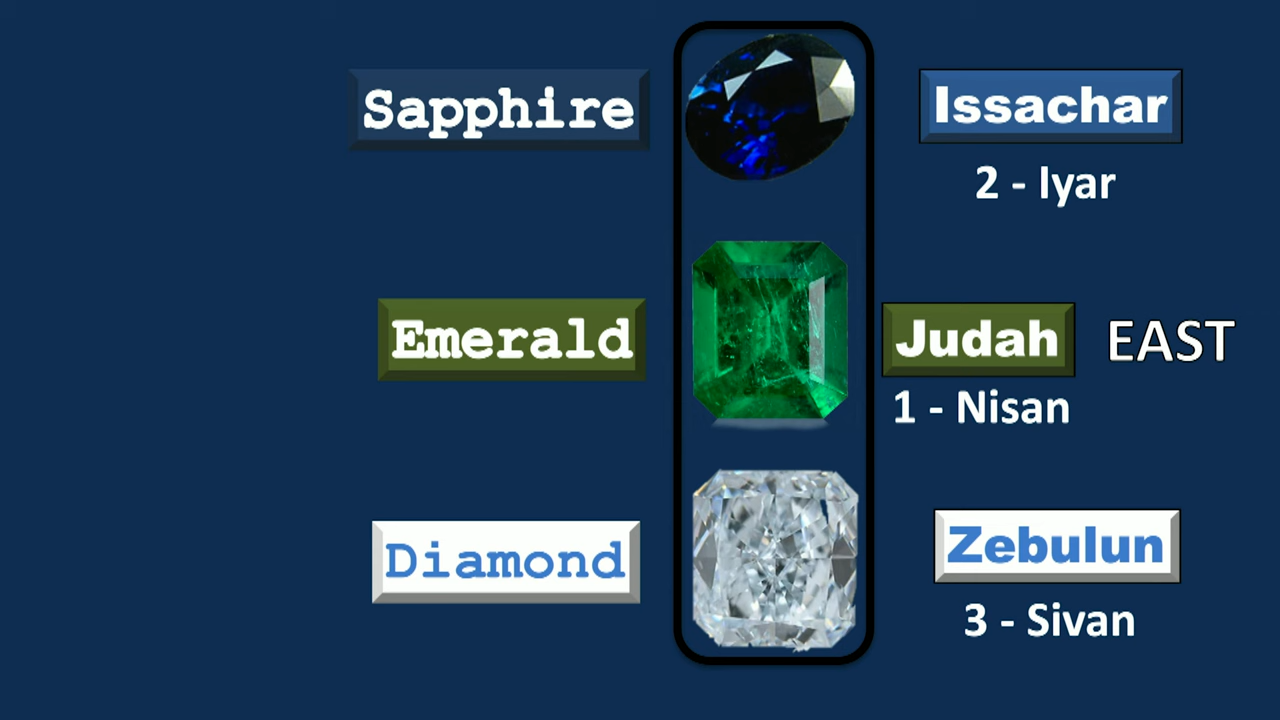 Sapphire
Issachar
2 - Iyar
Emerald
Judah EAST
1 - Nisan
Diamond
Zebulun
3 - Sivan